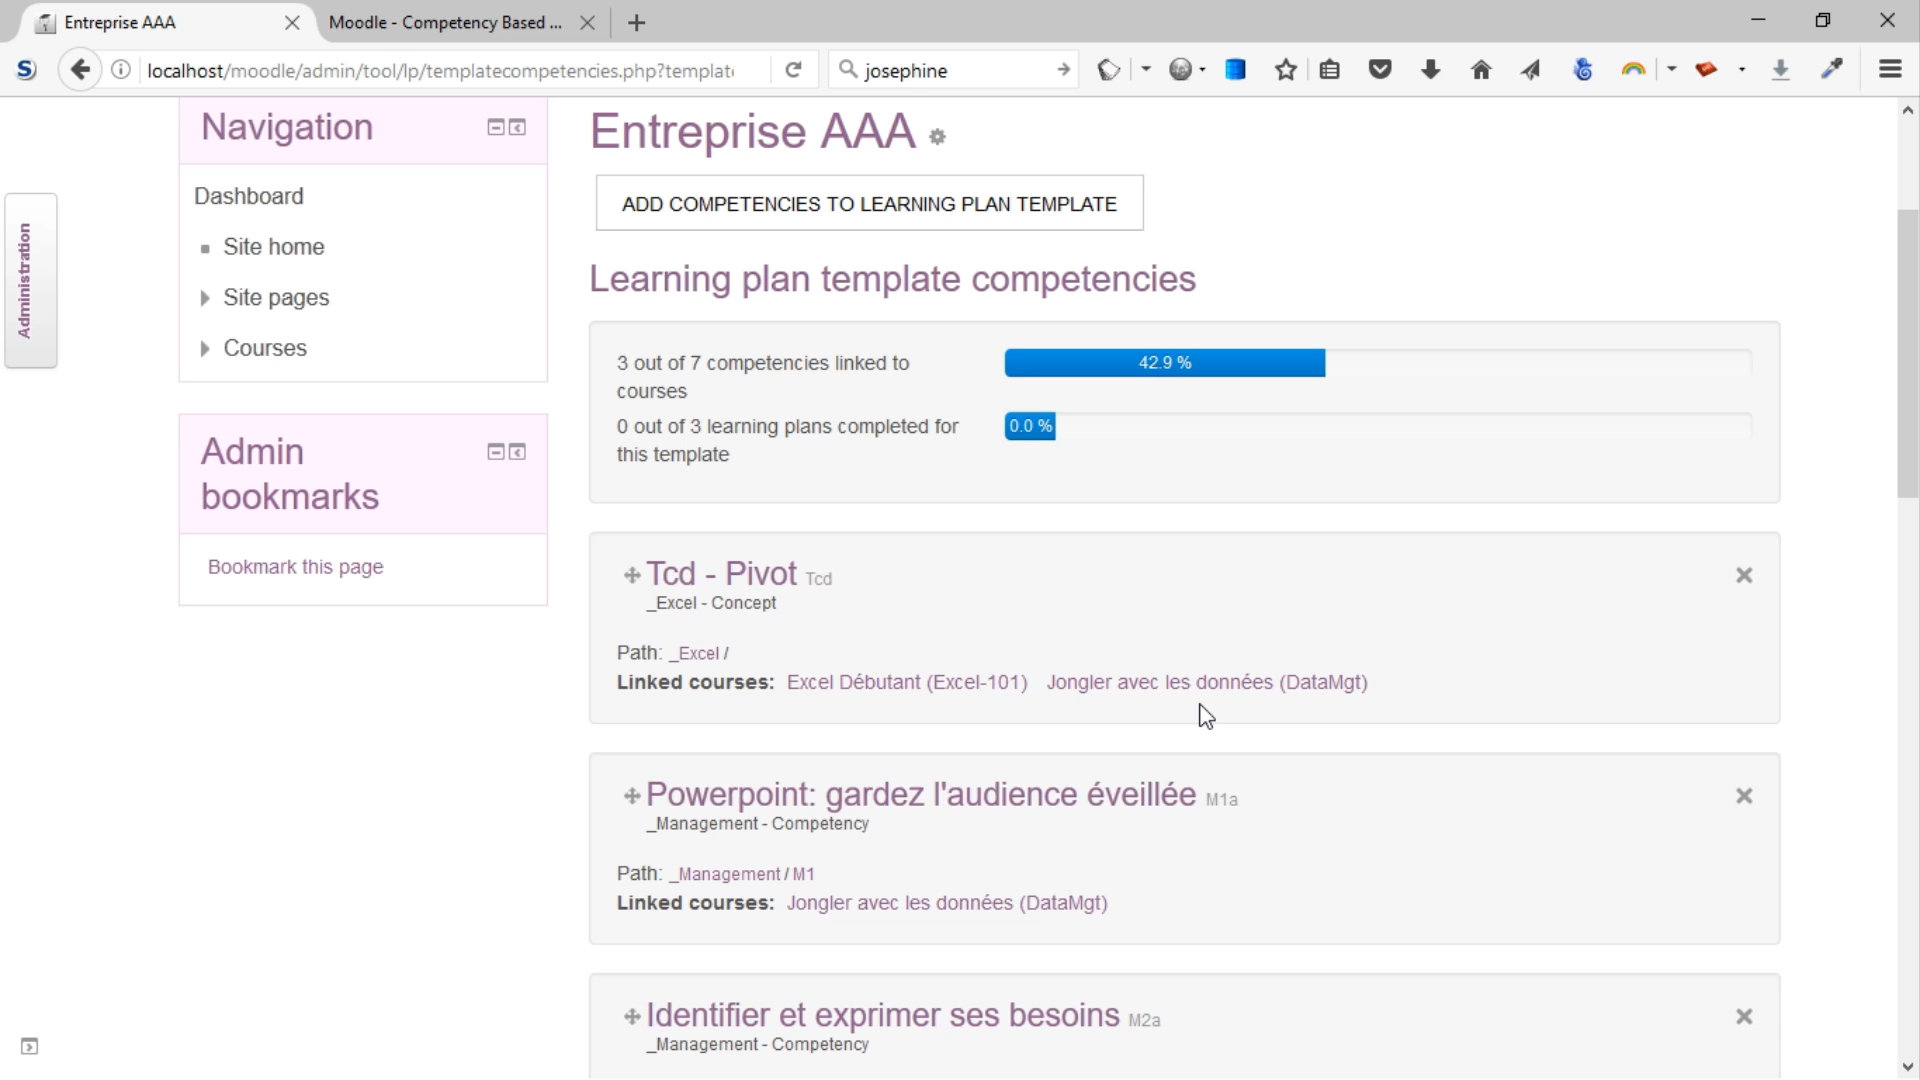 Entreprise AAA
Moodle - Competency Based ...
localhost/moodle/admin/tool/lp/templatecompetencies.php?template
josephine
Administration
Navigation
Dashboard
Site home
Site pages
Courses
Admin
bookmarks
Bookmark this page
Entreprise AAA
ADD COMPETENCIES TO LEARNING PLAN TEMPLATE
Learning plan template competencies
3 out of 7 competencies linked to
courses
42.9 %
0 out of 3 learning plans completed for
this template
0.0 %
Tcd - Pivot Tcd
_Excel - Concept
Path: _Excel /
Linked courses: Excel Débutant (Excel-101) Jongler avec les données (DataMgt)
Powerpoint: gardez l'audience éveillée M1a
_Management - Competency
Path: _Management / M1
Linked courses: Jongler avec les données (DataMgt)
Identifier et exprimer ses besoins M2a
_Management - Competency